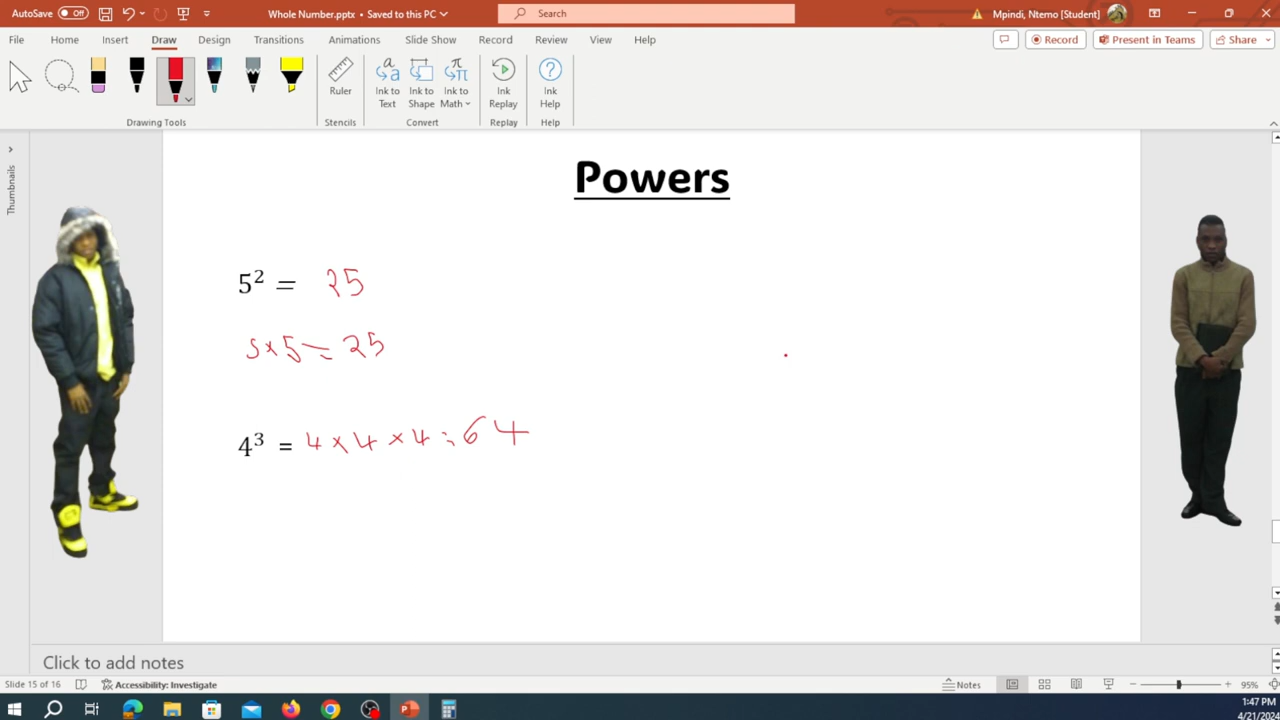 AutoSave Off Whole Number.pptx • Saved to this PC Search Mpindi, Ntemo [Student]
File Home Insert Draw Design Transitions Animations Slide Show Record Review View Help Record Present in Teams Share
Ruler Ink to Text Ink to Shape Ink to Math Ink Replay Ink Help
Drawing Tools Stencils Convert Replay Help
Thumbnails
Powers
5² = 25
5×5=25
4³ = 4×4×4=64
Click to add notes
Slide 15 of 16 Accessibility: Investigate Notes 95%
1:47 PM
4/21/2024